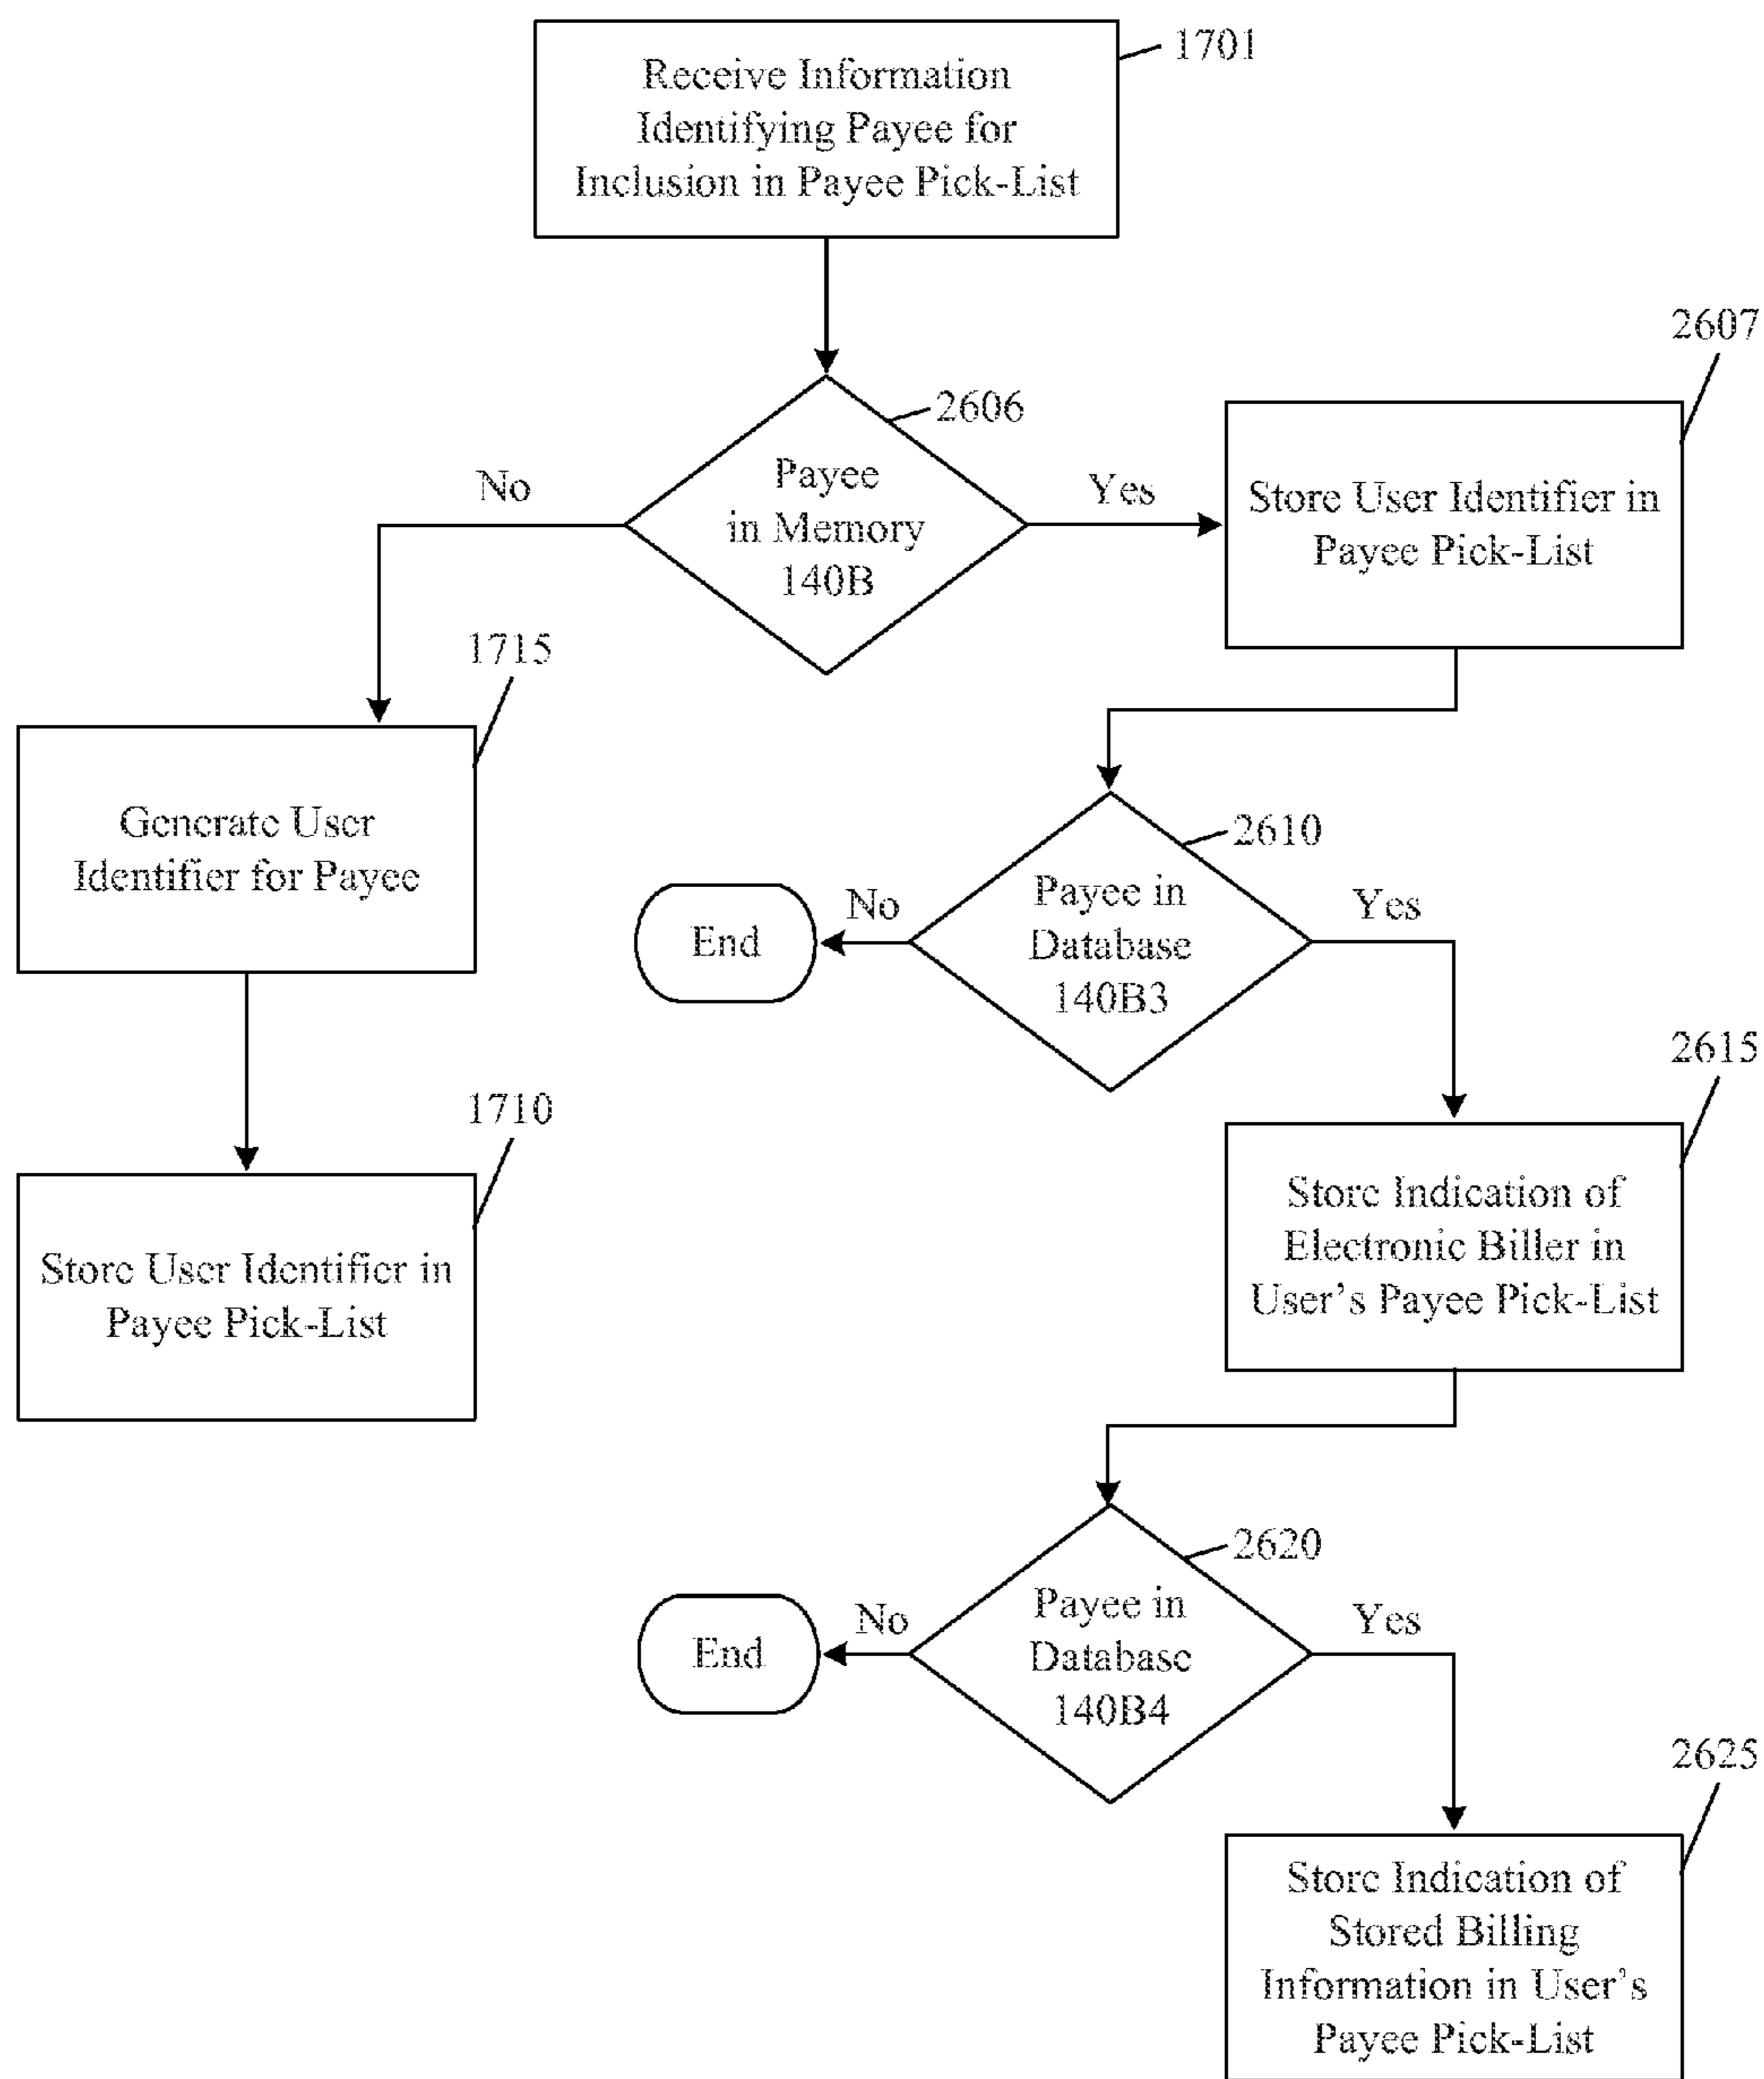 1701
Receive Information
Identifying Payee for
Inclusion in Payee Pick-List
2607
2606
No
Payee
in Memory
140B
Yes
Store User Identifier in
Payee Pick-List
1715
Generate User
Identifier for Payee
2610
End
No
Payee in
Database
140B3
Yes
1710
Store User Identifier in
Payee Pick-List
2615
Store Indication of
Electronic Biller in
User's Payee Pick-List
2620
End
No
Payee in
Database
140B4
Yes
2625
Store Indication of
Stored Billing
Information in User's
Payee Pick-List